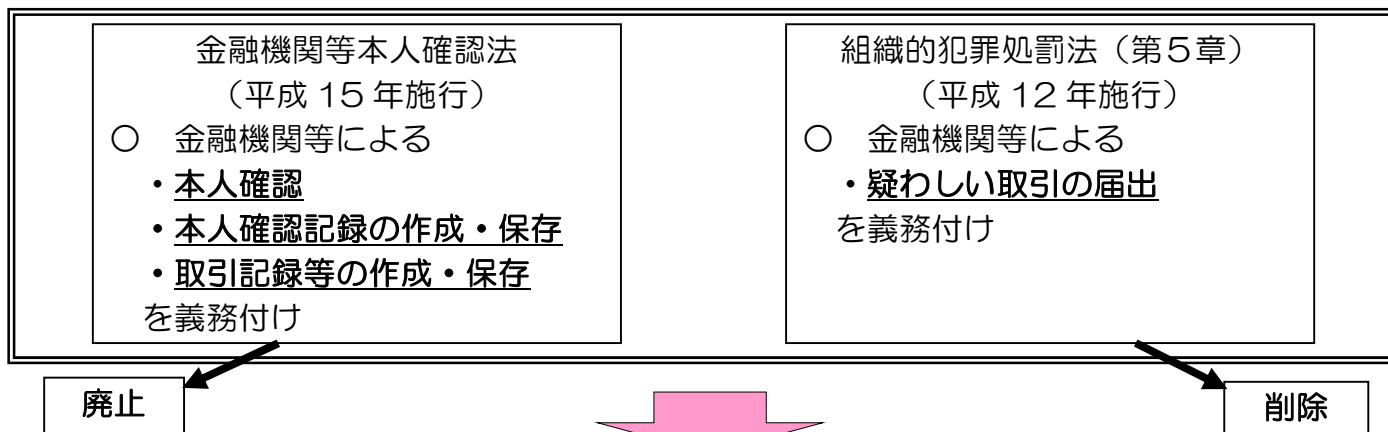 金融機関等本人確認法
（平成 15 年施行）
〇 金融機関等による
・本人確認
・本人確認記録の作成・保存
・取引記録等の作成・保存
を義務付け
組織的犯罪処罰法（第５章）
（平成 12 年施行）
〇 金融機関等による
・疑わしい取引の届出
を義務付け
廃止
削除